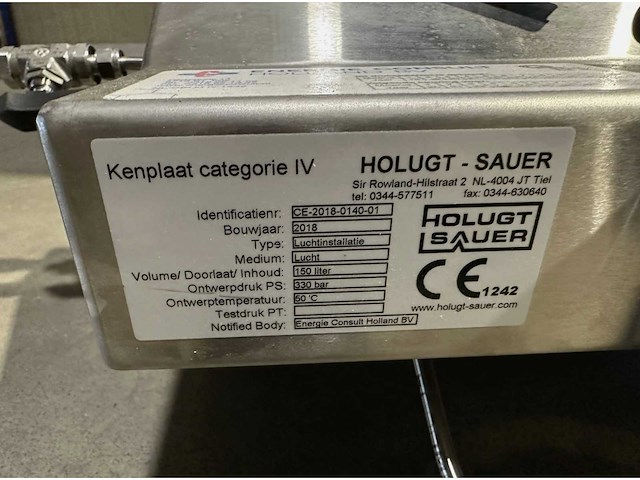 Kenplaat categorie IV
HOLUGT - SAUER
Sir Rowland-Hilstraat 2 NL-4004 JT Tiel
tel: 0344-577511 fax: 0344-630640
Identificatienr: CE-2018-0140-01
Bouwjaar: 2018
Type: Luchtinstallatie
Medium: Lucht
Volume/ Doorlaat/ Inhoud: 150 liter
Ontwerpdruk PS: 330 bar
Ontwerptemperatuur: 50 °C
Testdruk PT:
Notified Body: Energie Consult Holland BV
HOLUGT
SAUER
CE 1242
www.holugt-sauer.com